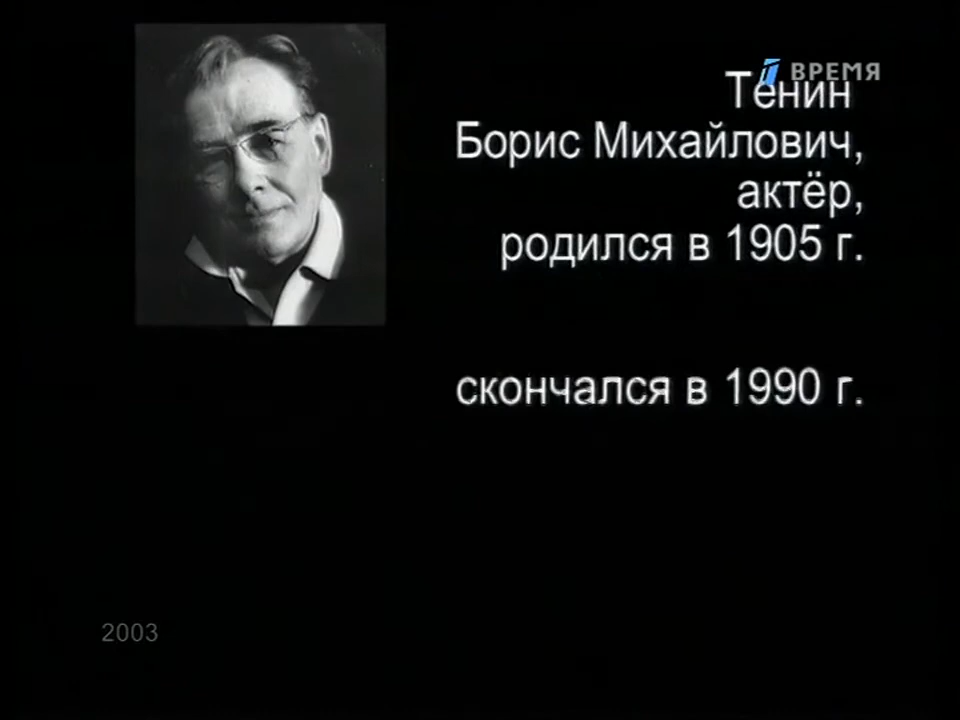 ВРЕМЯ
Тенин
Борис Михайлович,
актёр,
родился в 1905 г.
скончался в 1990 г.
2003